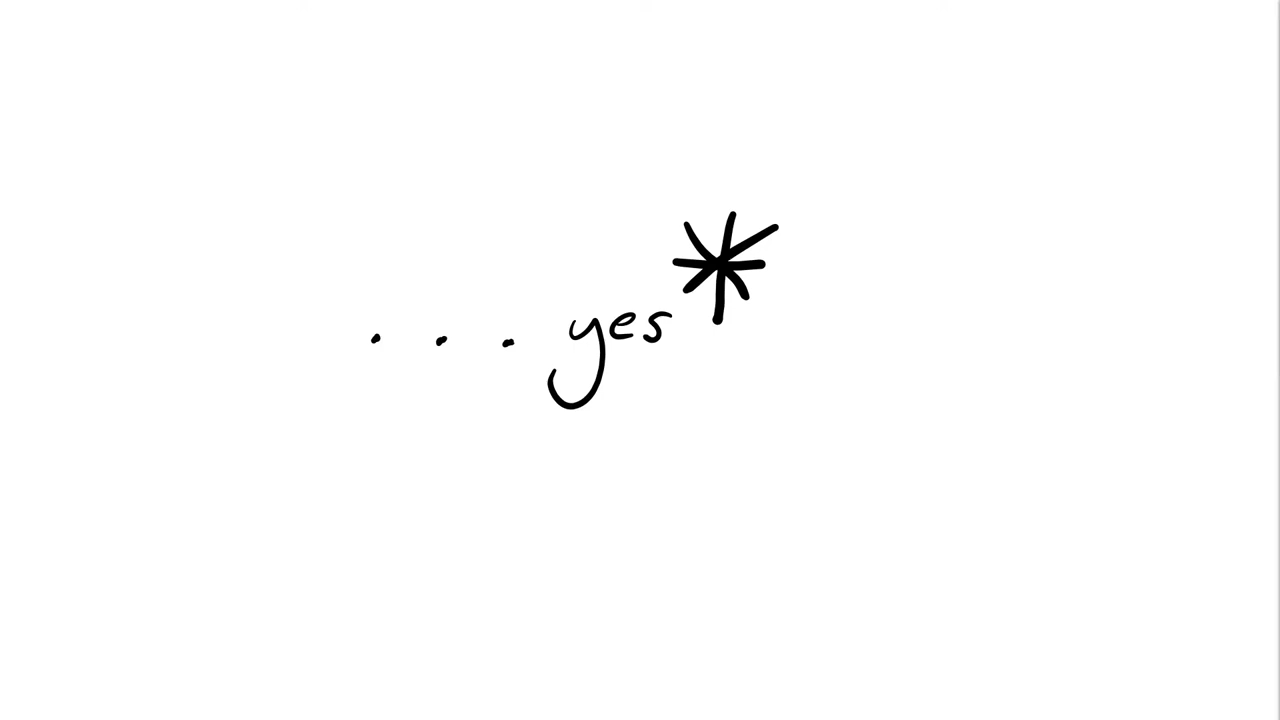 . . . yes*